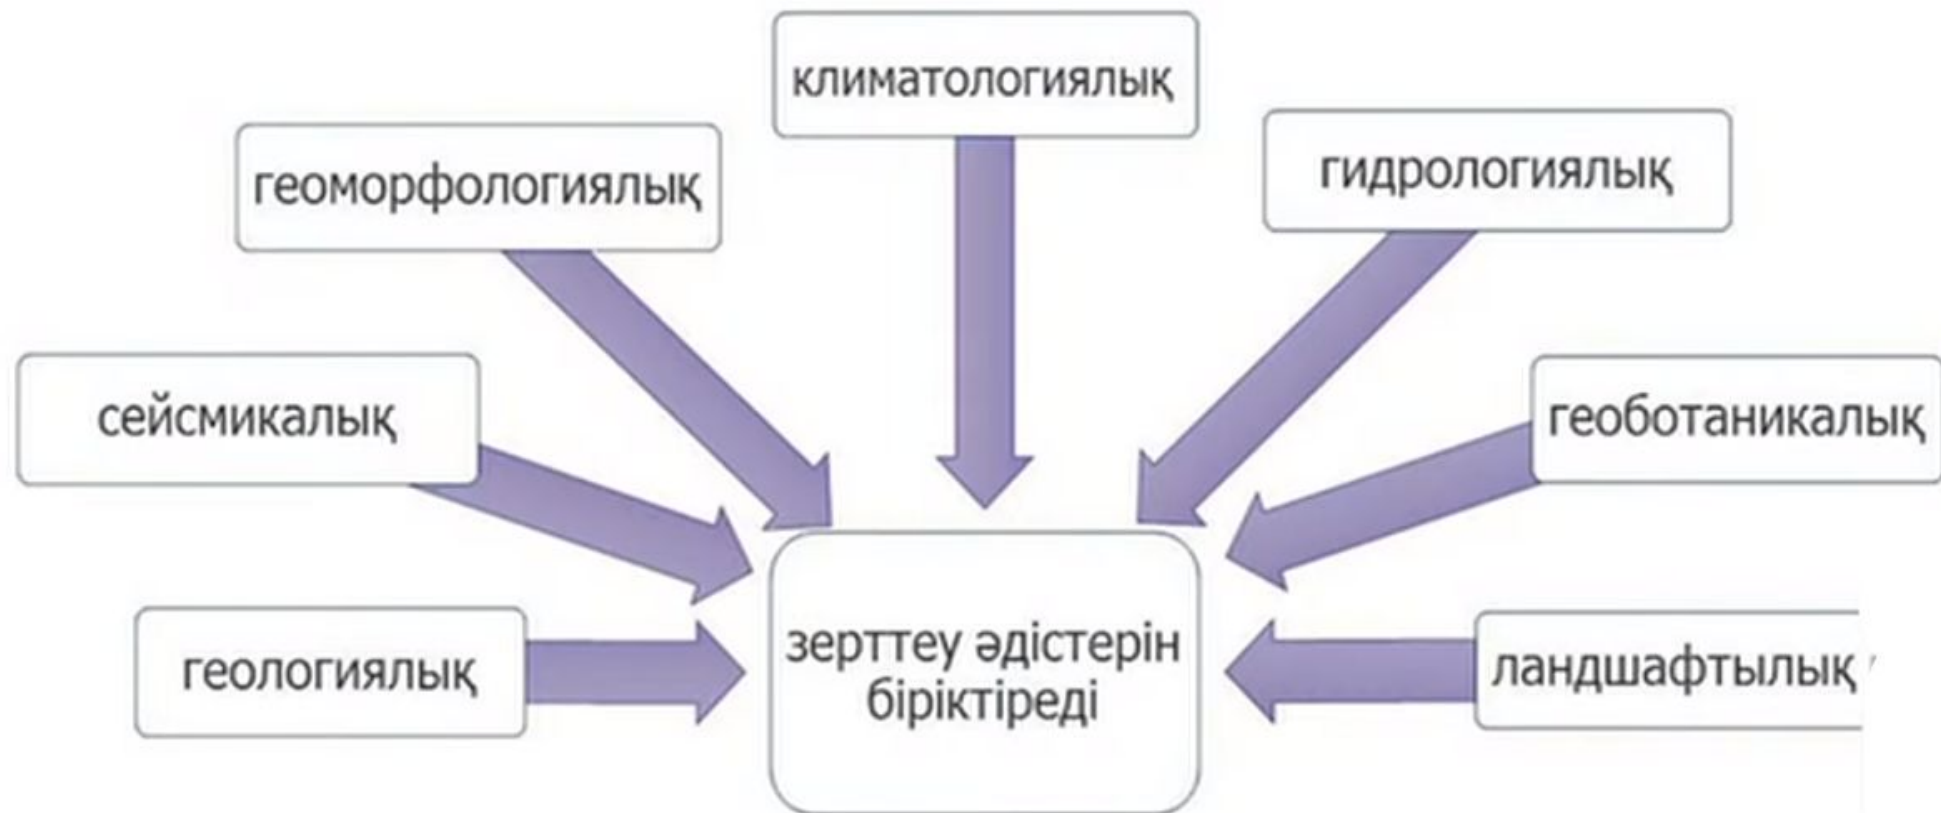 климатологиялық
геоморфологиялық
гидрологиялық
сейсмикалық
геоботаникалық
геологиялық
зерттеу әдістерін
біріктіреді
ландшафтылық